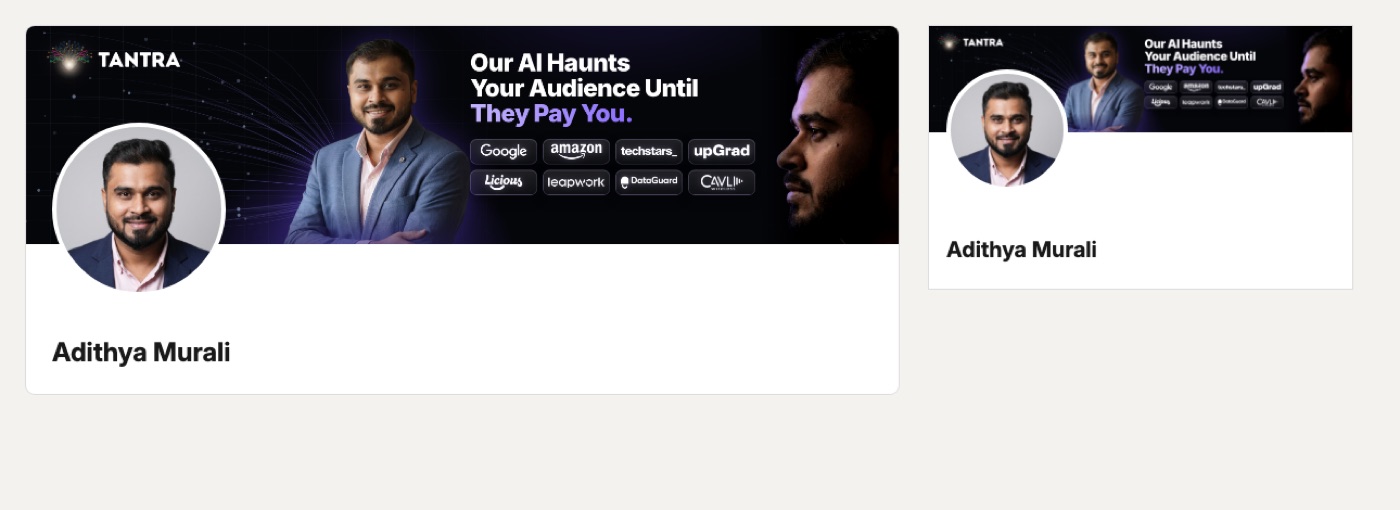 TANTRA
Our AI Haunts
Your Audience Until
They Pay You.
Google amazon techstars_ upGrad
Licious leapwork DataGuard CAVLI
Adithya Murali
TANTRA
Our AI Haunts
Your Audience Until
They Pay You.
Google amazon techstars_ upGrad
Licious leapwork DataGuard CAVLI
Adithya Murali